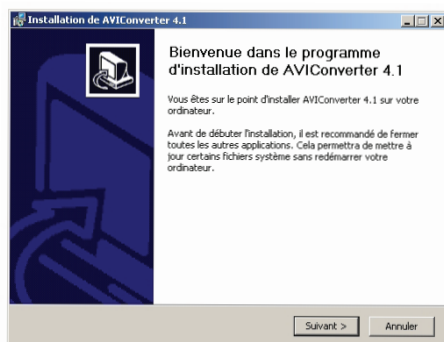 Installation de AVIConverter 4.1
Bienvenue dans le programme
d'installation de AVIConverter 4.1
Vous êtes sur le point d'installer AVIConverter 4.1 sur votre
ordinateur.
Avant de débuter l'installation, il est recommandé de fermer
toutes les autres applications. Cela permettra de mettre à
jour certains fichiers système sans redémarrer votre
ordinateur.
Suivant >
Annuler